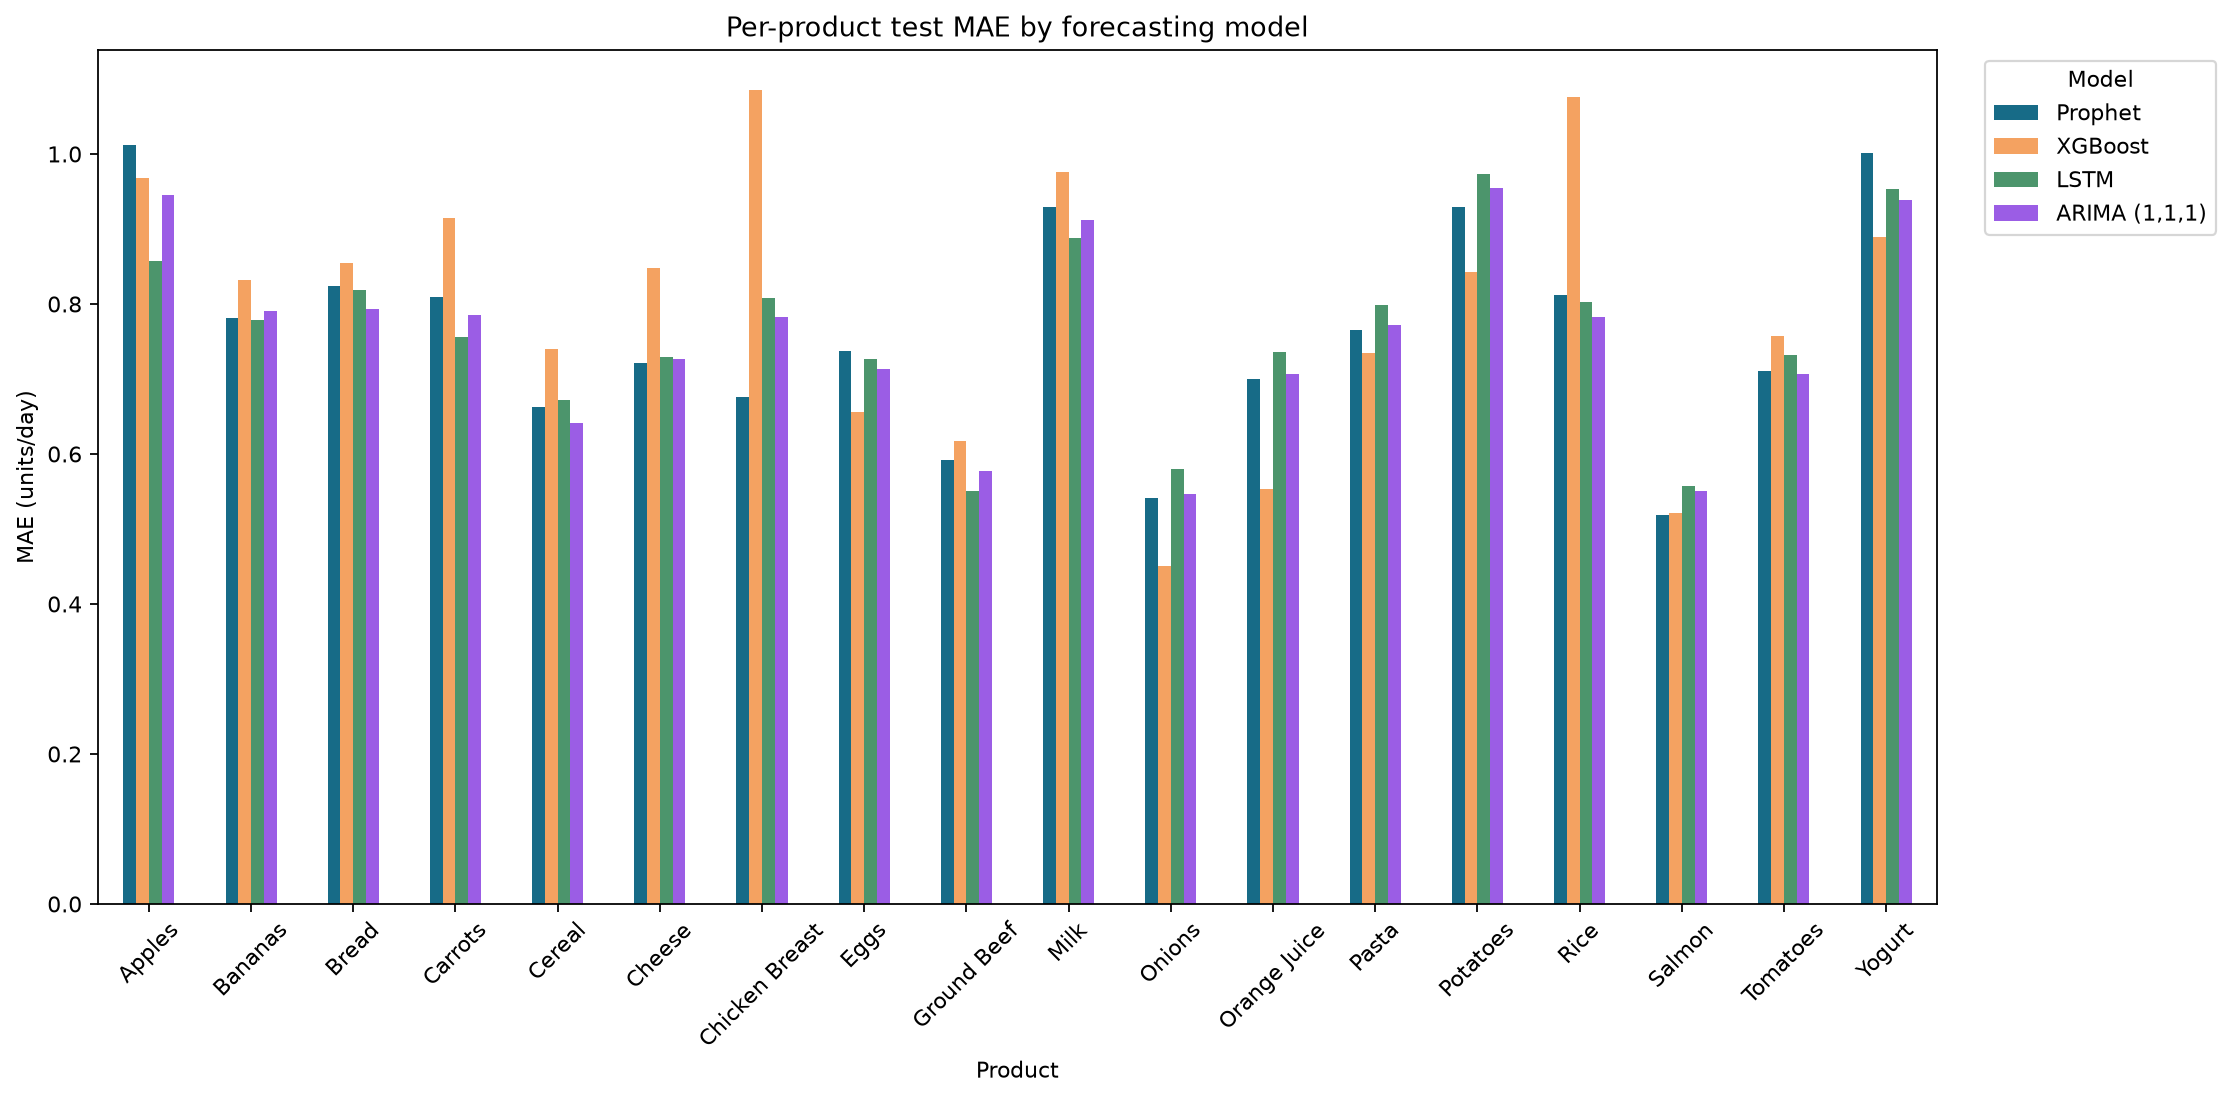 Per-product test MAE by forecasting model
MAE (units/day)
1.0
0.8
0.6
0.4
0.2
0.0
Apples
Bananas
Bread
Carrots
Cereal
Cheese
Chicken Breast
Eggs
Ground Beef
Milk
Onions
Orange Juice
Pasta
Potatoes
Rice
Salmon
Tomatoes
Yogurt
Product
Model
Prophet
XGBoost
LSTM
ARIMA (1,1,1)